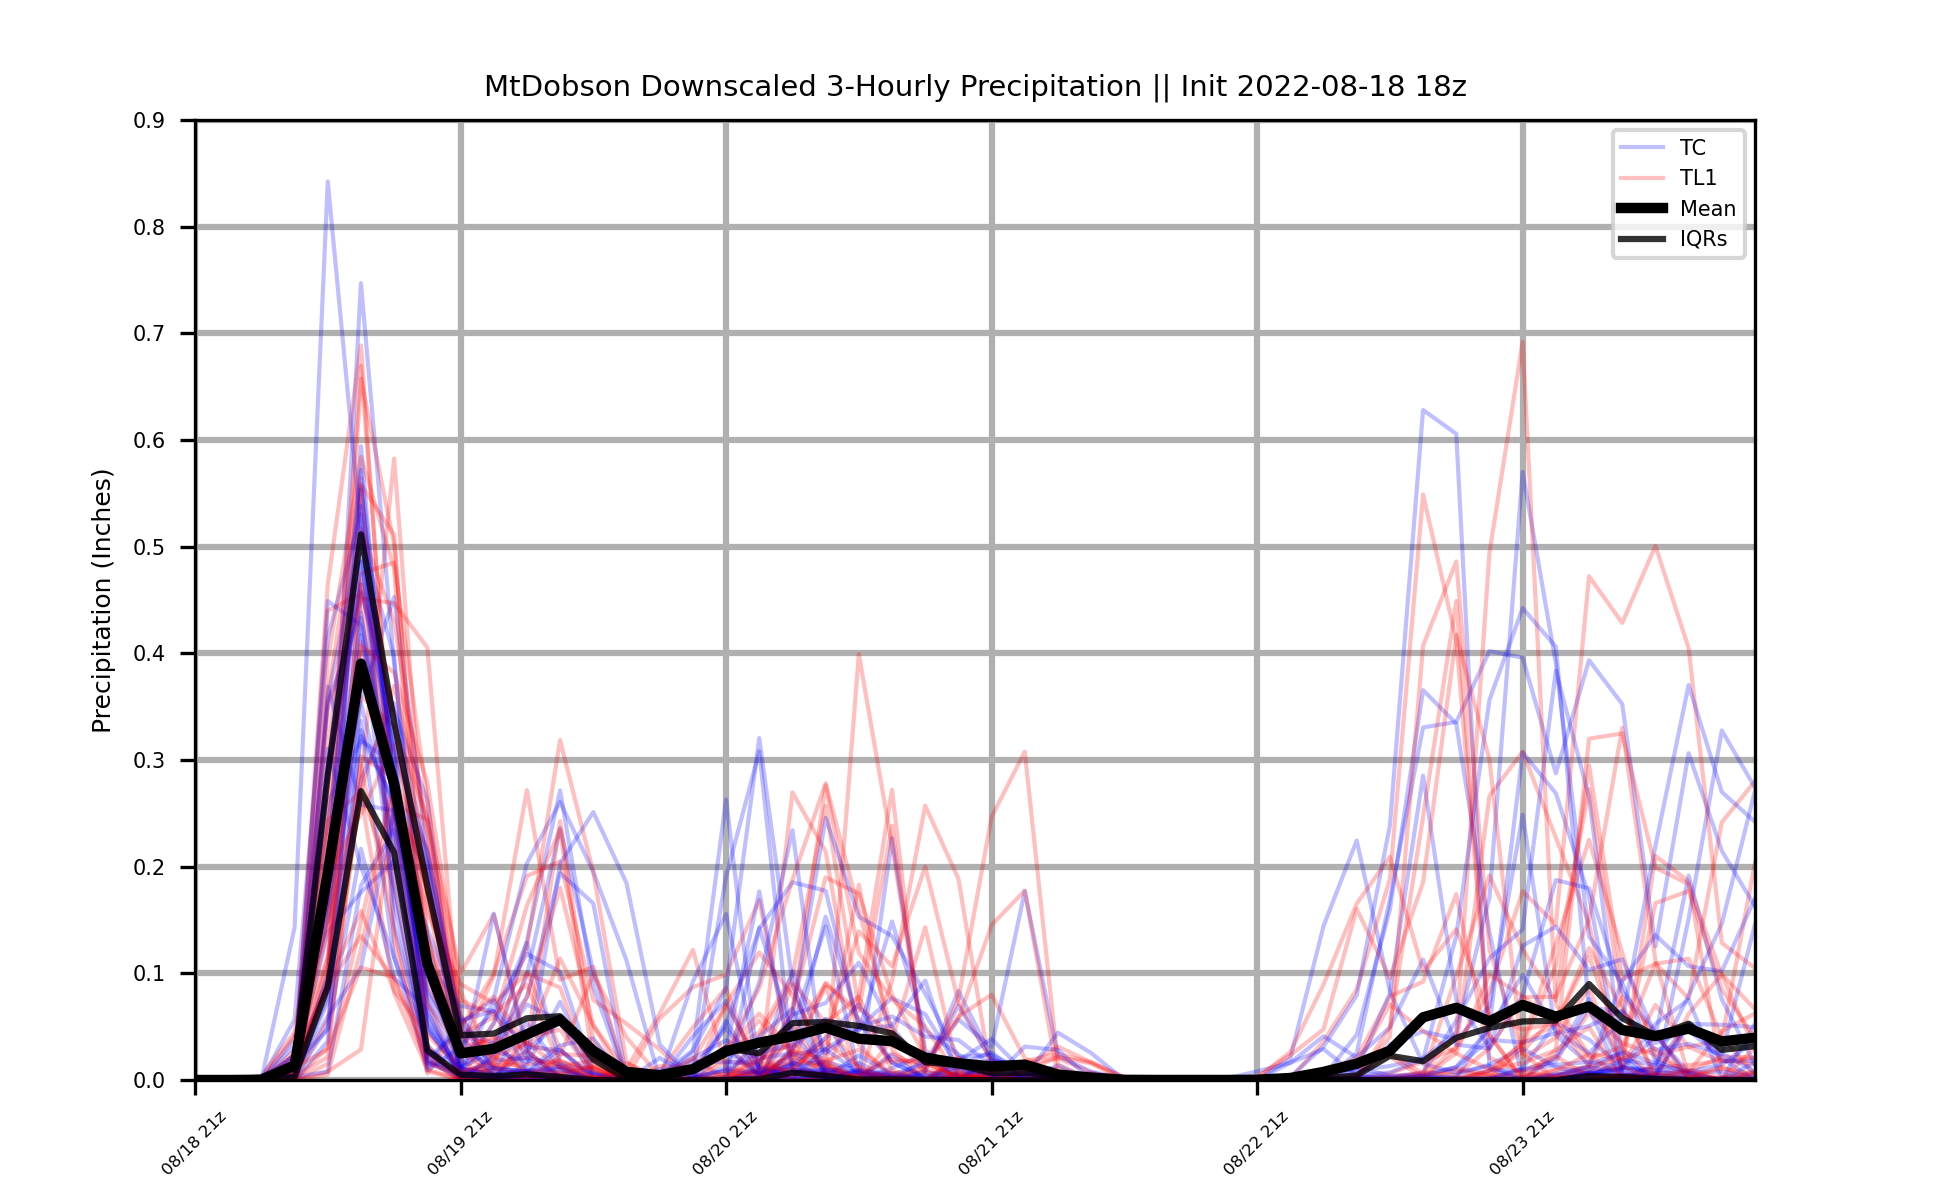 MtDobson Downscaled 3-Hourly Precipitation || Init 2022-08-18 18z
TC
TL1
Mean
IQRs
Precipitation (Inches)
0.9
0.8
0.7
0.6
0.5
0.4
0.3
0.2
0.1
0.0
08/18 21z
08/19 21z
08/20 21z
08/21 21z
08/22 21z
08/23 21z